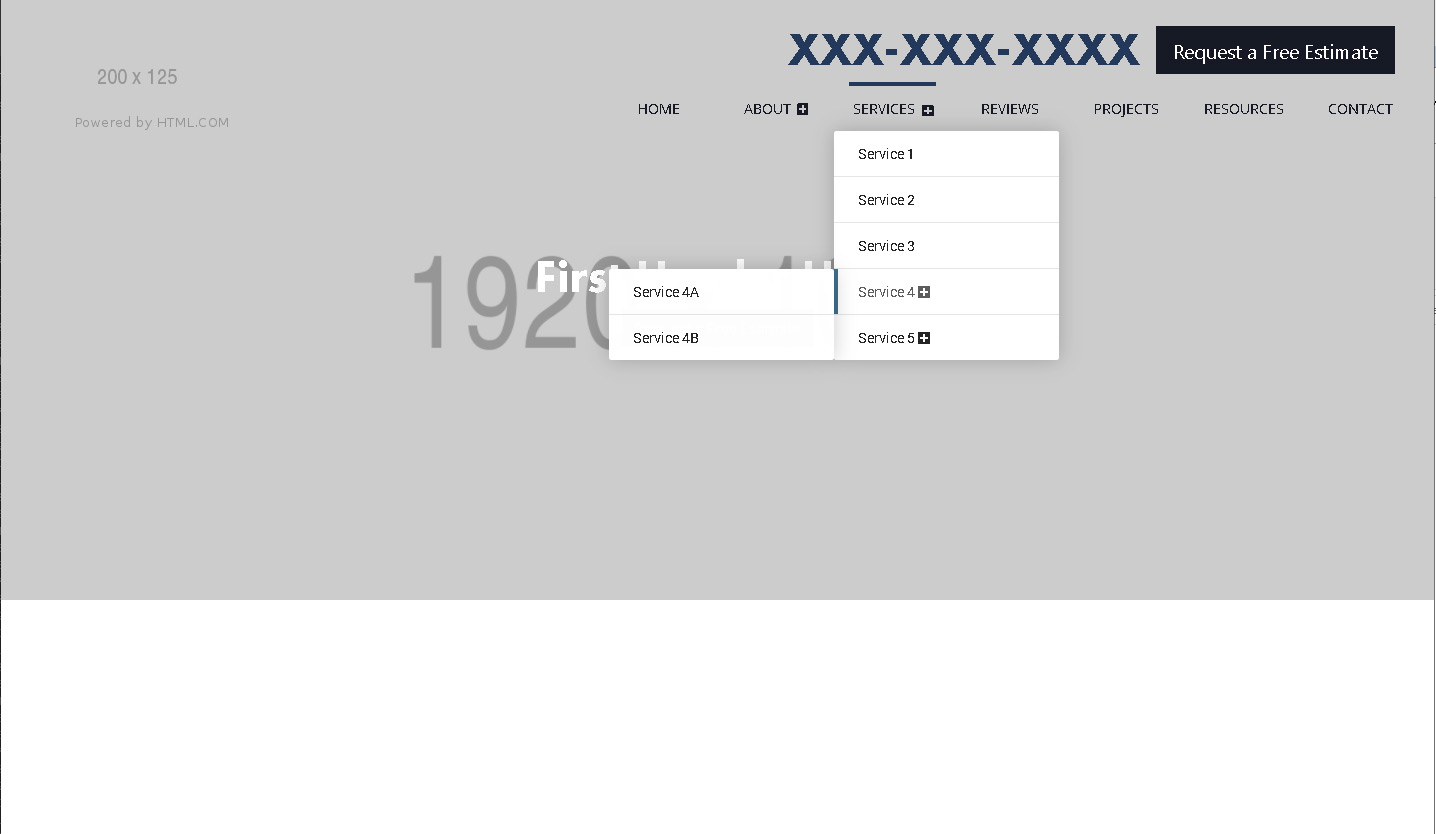 XXX-XXX-XXXX
Request a Free Estimate
200 x 125
Powered by HTML.COM
HOME ABOUT SERVICES REVIEWS PROJECTS RESOURCES CONTACT
Service 1
Service 2
Service 3
1920
First
Service 4A
Service 4
Service 4B
Service 5